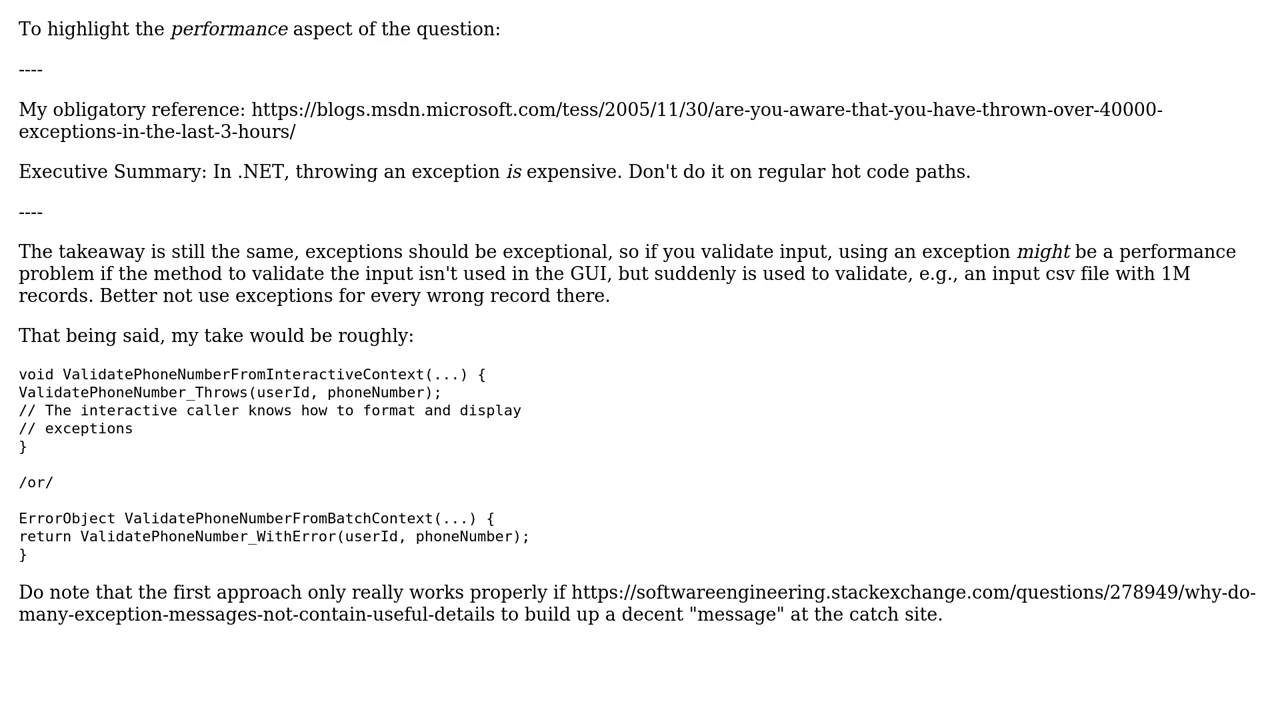 To highlight the performance aspect of the question:
----
My obligatory reference: https://blogs.msdn.microsoft.com/tess/2005/11/30/are-you-aware-that-you-have-thrown-over-40000-
exceptions-in-the-last-3-hours/
Executive Summary: In .NET, throwing an exception is expensive. Don't do it on regular hot code paths.
----
The takeaway is still the same, exceptions should be exceptional, so if you validate input, using an exception might be a performance
problem if the method to validate the input isn't used in the GUI, but suddenly is used to validate, e.g., an input csv file with 1M
records. Better not use exceptions for every wrong record there.
That being said, my take would be roughly:
void ValidatePhoneNumberFromInteractiveContext(...) {
ValidatePhoneNumber_Throws(userId, phoneNumber);
// The interactive caller knows how to format and display
// exceptions
}
/or/
ErrorObject ValidatePhoneNumberFromBatchContext(...) {
return ValidatePhoneNumber_WithError(userId, phoneNumber);
}
Do note that the first approach only really works properly if https://softwareengineering.stackexchange.com/questions/278949/why-do-
many-exception-messages-not-contain-useful-details to build up a decent "message" at the catch site.